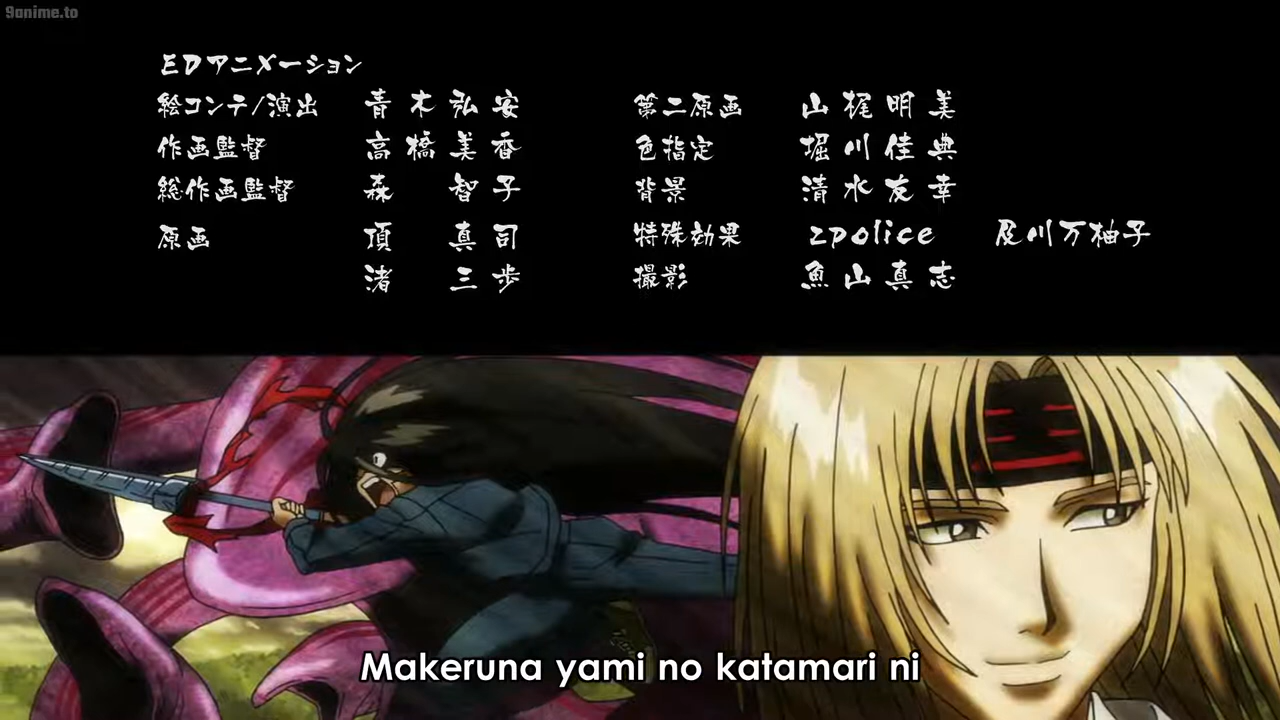 9anime.to
EDアニメーション
絵コンテ/演出 青木弘安 第二原画 山梶明美
作画監督 高橋美香 色指定 堀川佳典
総作画監督 森 智子 背景 清水友幸
原画 頂 真司 特殊効果 zpolice 及川万柚子
渚 三歩 撮影 魚山真志
Makeruna yami no katamari ni